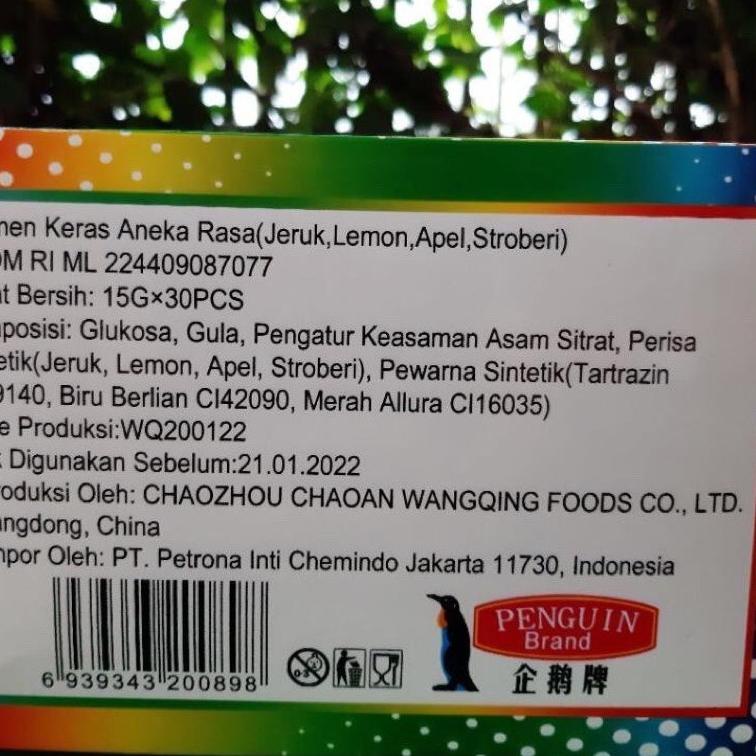 men Keras Aneka Rasa(Jeruk,Lemon,Apel,Stroberi)
OM RI ML 224409087077
at Bersih: 15G×30PCS
posisi: Glukosa, Gula, Pengatur Keasaman Asam Sitrat, Perisa
etik(Jeruk, Lemon, Apel, Stroberi), Pewarna Sintetik(Tartrazin
9140, Biru Berlian CI42090, Merah Allura CI16035)
e Produksi:WQ200122
k Digunakan Sebelum:21.01.2022
roduksi Oleh: CHAOZHOU CHAOAN WANGQING FOODS CO., LTD.
angdong, China
mpor Oleh: PT. Petrona Inti Chemindo Jakarta 11730, Indonesia
6 939343 200898
0-3
PENGUIN
Brand
企鹅牌